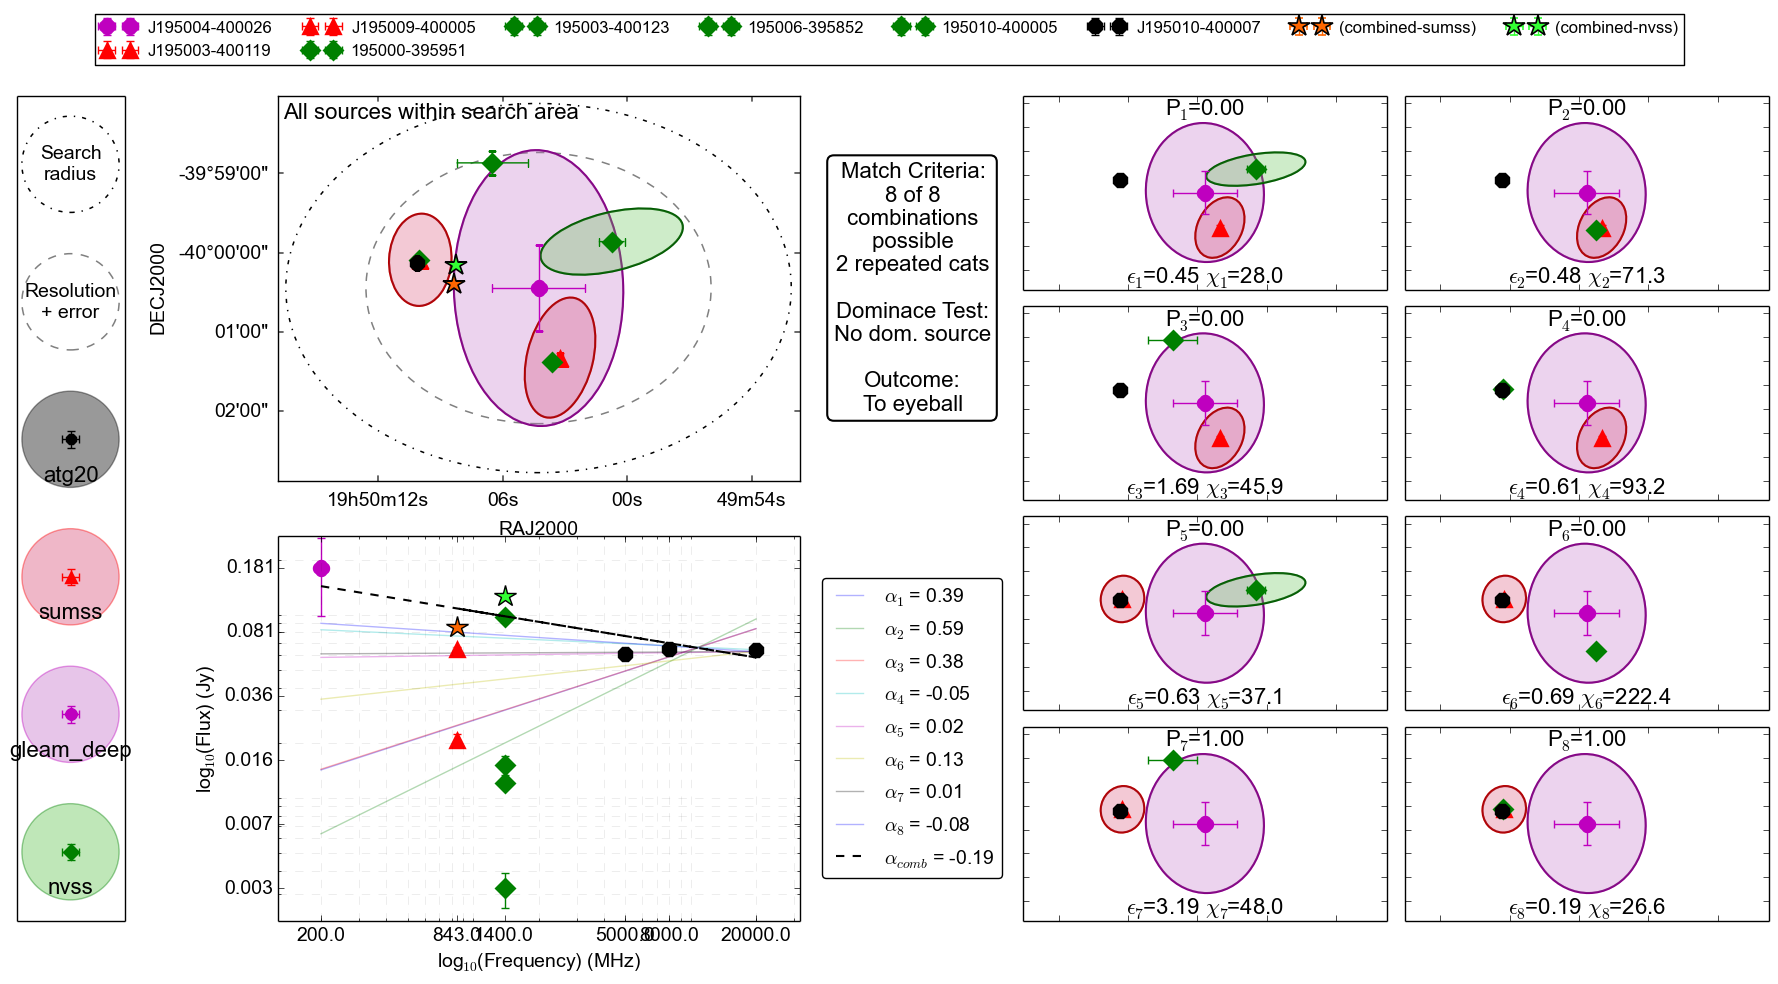 J195004-400026 J195009-400005 195003-400123 195006-395852 195010-400005 J195010-400007 (combined-sumss) (combined-nvss)
J195003-400119 195000-395951
Search
radius
Resolution
+ error
atg20
sumss
gleam_deep
nvss
All sources within search area
DECJ2000
-39°59'00"
-40°00'00"
01'00"
02'00"
19h50m12s 06s 00s 49m54s
RAJ2000
Match Criteria:
8 of 8
combinations
possible
2 repeated cats
Dominace Test:
No dom. source
Outcome:
To eyeball
log10(Flux) (Jy)
0.181
0.081
0.036
0.016
0.007
0.003
200.0 843.0 1400.0 5000.0 8000.0 20000.0
log10(Frequency) (MHz)
α1 = 0.39
α2 = 0.59
α3 = 0.38
α4 = -0.05
α5 = 0.02
α6 = 0.13
α7 = 0.01
α8 = -0.08
αcomb = -0.19
P1=0.00
ϵ1=0.45 χ1=28.0
P2=0.00
ϵ2=0.48 χ2=71.3
P3=0.00
ϵ3=1.69 χ3=45.9
P4=0.00
ϵ4=0.61 χ4=93.2
P5=0.00
ϵ5=0.63 χ5=37.1
P6=0.00
ϵ6=0.69 χ6=222.4
P7=1.00
ϵ7=3.19 χ7=48.0
P8=1.00
ϵ8=0.19 χ8=26.6